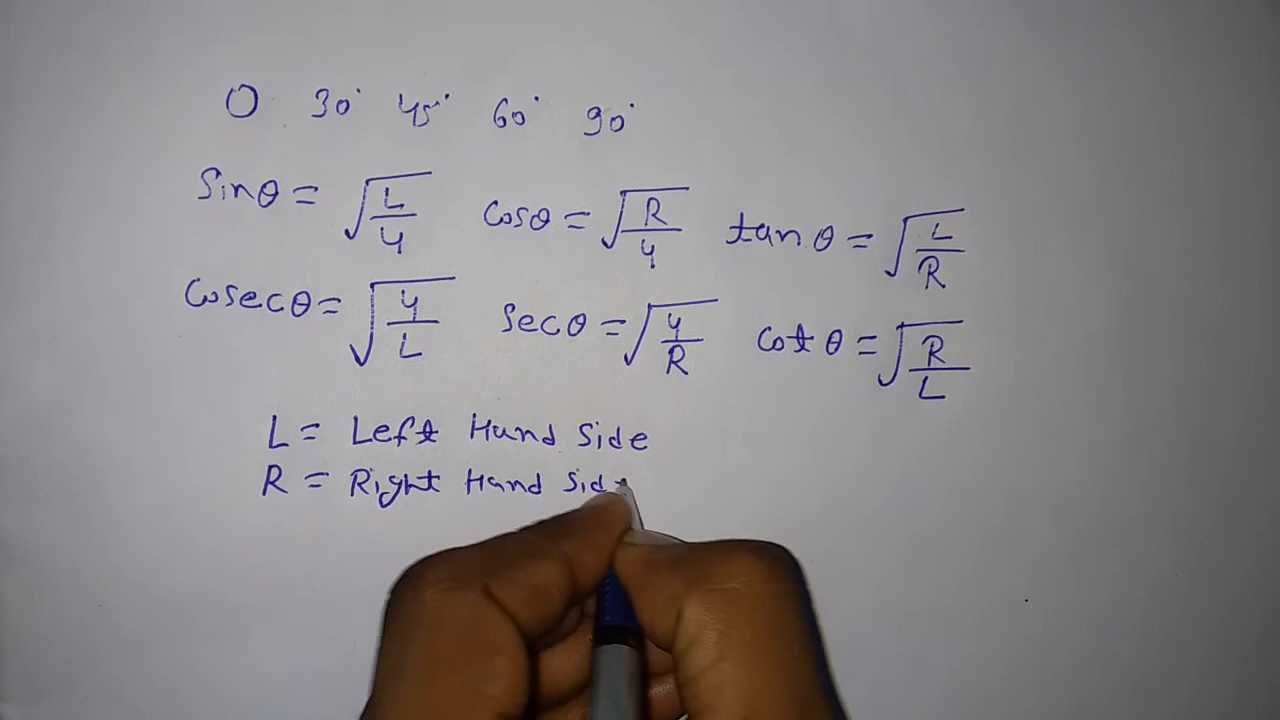 0 30° 45° 60° 90°
Sinθ = √(L/4) Cosθ = √(R/4) tanθ = √(L/R)
Cosecθ = √(4/L) Secθ = √(4/R) Cotθ = √(R/L)
L = Left Hand Side
R = Right Hand Sid